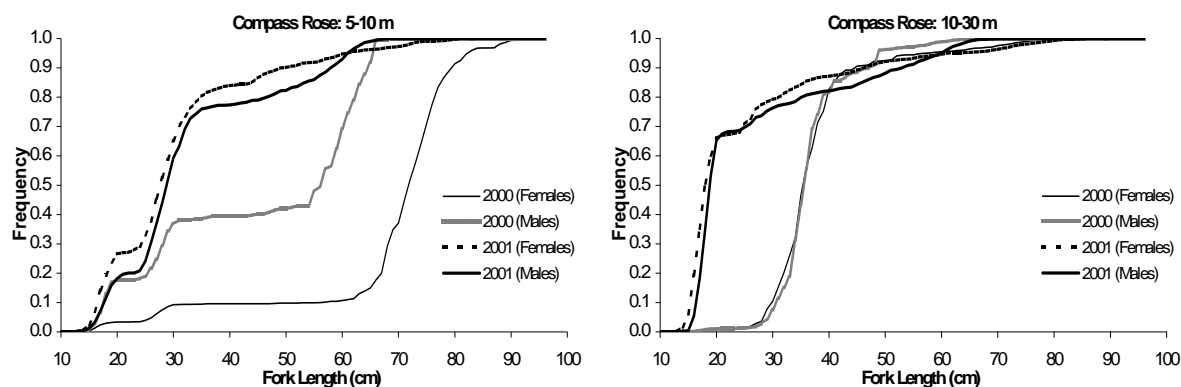 Compass Rose: 5-10 m
1.0
0.9
0.8
0.7
0.6
0.5
0.4
0.3
0.2
0.1
0.0
Frequency
2000 (Females)
2000 (Males)
2001 (Females)
2001 (Males)
10 20 30 40 50 60 70 80 90 100
Fork Length (cm)
Compass Rose: 10-30 m
1.0
0.9
0.8
0.7
0.6
0.5
0.4
0.3
0.2
0.1
0.0
Frequency
2000 (Females)
2000 (Males)
2001 (Females)
2001 (Males)
10 20 30 40 50 60 70 80 90 100
Fork Length (cm)